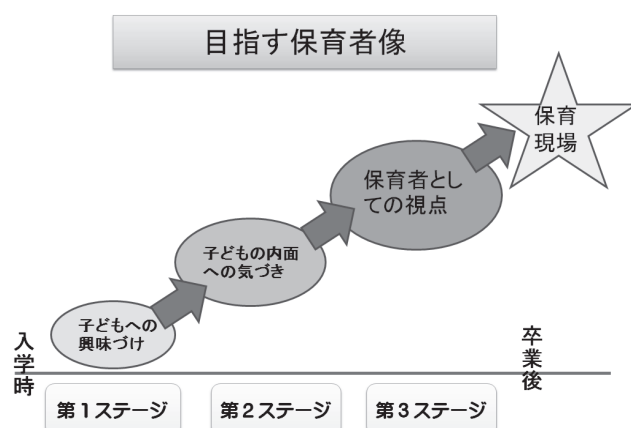 目指す保育者像
保育
現場
保育者とし
ての視点
子どもの内面
への気づき
子どもへの
興味づけ
入学時
卒業後
第1ステージ
第2ステージ
第3ステージ